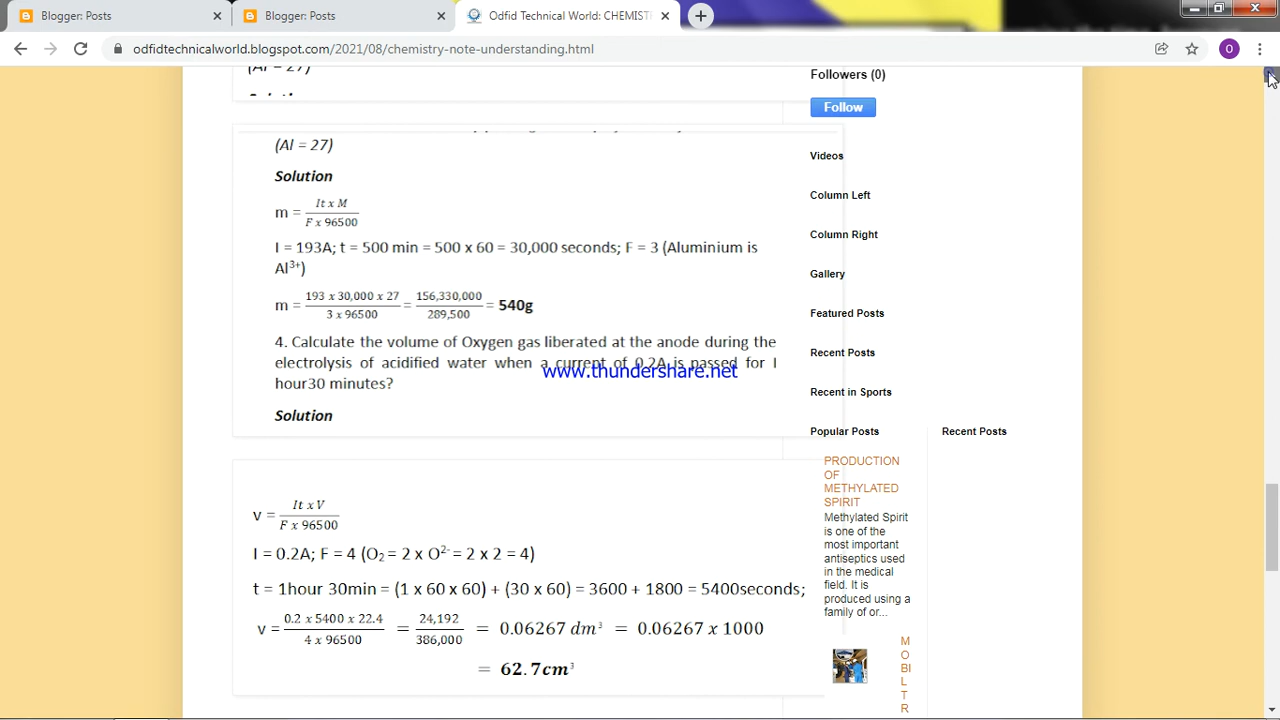 Blogger: Posts
Blogger: Posts
Odfid Technical World: CHEMIST
odfidtechnicalworld.blogspot.com/2021/08/chemistry-note-understanding.html
O
(Al = 27)
Solution
(Al = 27)
Solution
m = It x M / F x 96500
I = 193A; t = 500 min = 500 x 60 = 30,000 seconds; F = 3 (Aluminium is
Al³⁺)
m = 193 x 30,000 x 27 / 3 x 96500 = 156,330,000 / 289,500 = 540g
4. Calculate the volume of Oxygen gas liberated at the anode during the
electrolysis of acidified water when a current of 0.2A is passed for I
hour30 minutes?
www.thundershare.net
Solution
v = It x V / F x 96500
I = 0.2A; F = 4 (O₂ = 2 x O²⁻ = 2 x 2 = 4)
t = 1hour 30min = (1 x 60 x 60) + (30 x 60) = 3600 + 1800 = 5400seconds;
v = 0.2 x 5400 x 22.4 / 4 x 96500 = 24,192 / 386,000 = 0.06267 dm³ = 0.06267 x 1000
= 62.7cm³
Followers (0)
Follow
Videos
Column Left
Column Right
Gallery
Featured Posts
Recent Posts
Recent in Sports
Popular Posts
PRODUCTION
OF
METHYLATED
SPIRIT
Methylated Spirit
is one of the
most important
antiseptics used
in the medical
field. It is
produced using a
family of or...
M
O
BI
L
T
R
Recent Posts